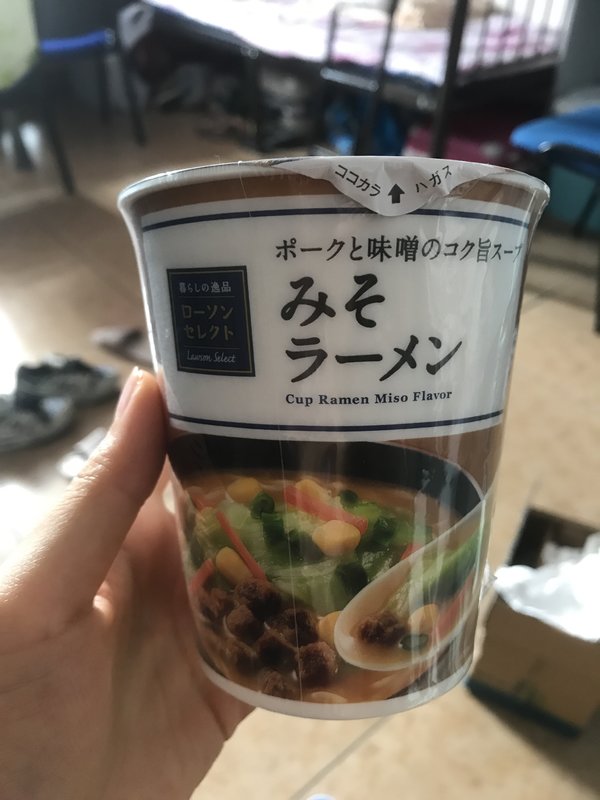 ココカラ
ハガス
ポークと味噌のコク旨スープ
みそ
ラーメン
Cup Ramen Miso Flavor
暮らしの逸品
ローソン
セレクト
Lawson Select